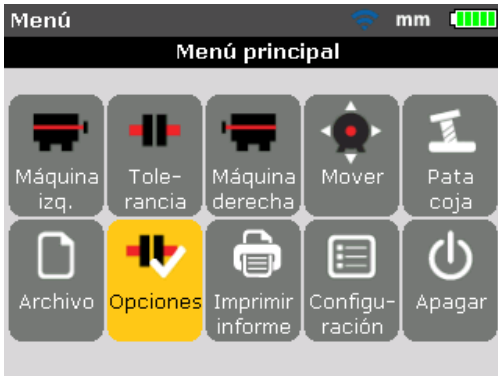 Menú mm
Menú principal
Máquina izq.
Tole-
rancia
Máquina derecha
Mover
Pata coja
Archivo
Opciones
Imprimir informe
Configu-
ración
Apagar